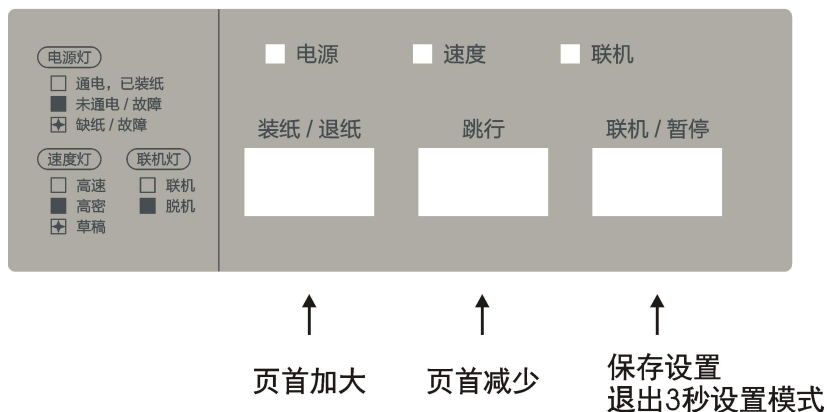 电源灯
通电，已装纸
未通电 / 故障
缺纸 / 故障
速度灯
高速
高密
草稿
联机灯
联机
脱机
电源
速度
联机
装纸 / 退纸
跳行
联机 / 暂停
页首加大
页首减少
保存设置
退出3秒设置模式